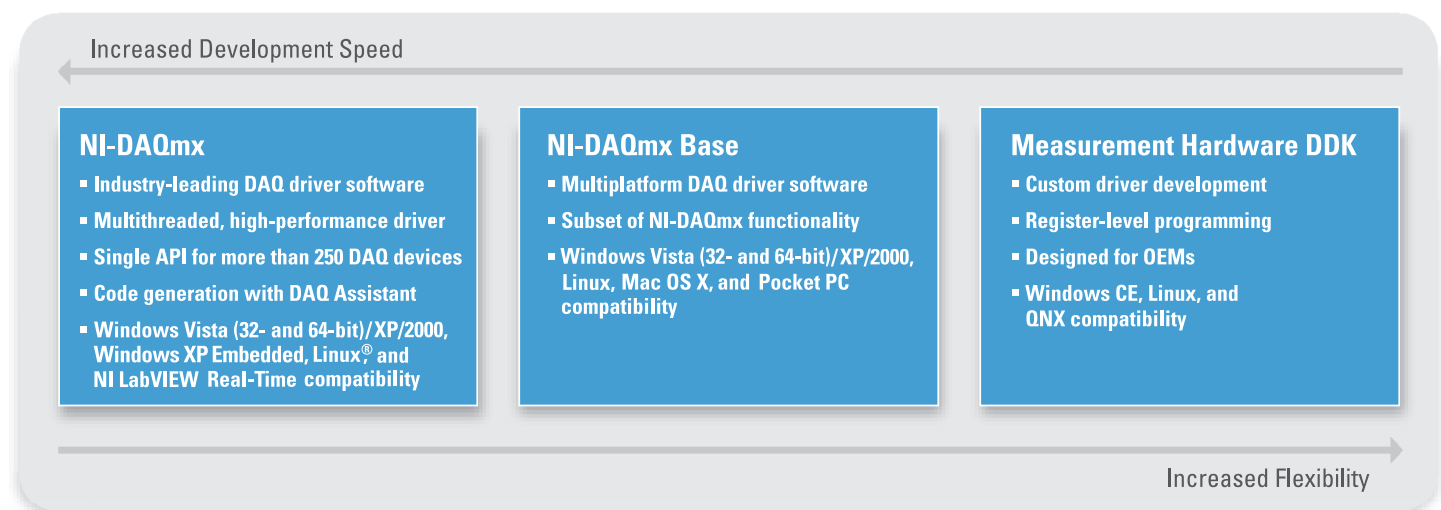 Increased Development Speed
NI-DAQmx
▪ Industry-leading DAQ driver software
▪ Multithreaded, high-performance driver
▪ Single API for more than 250 DAQ devices
▪ Code generation with DAQ Assistant
▪ Windows Vista (32- and 64-bit)/XP/2000,
Windows XP Embedded, Linux®, and
NI LabVIEW Real-Time compatibility
NI-DAQmx Base
▪ Multiplatform DAQ driver software
▪ Subset of NI-DAQmx functionality
▪ Windows Vista (32- and 64-bit)/XP/2000,
Linux, Mac OS X, and Pocket PC
compatibility
Measurement Hardware DDK
▪ Custom driver development
▪ Register-level programming
▪ Designed for OEMs
▪ Windows CE, Linux, and
QNX compatibility
Increased Flexibility